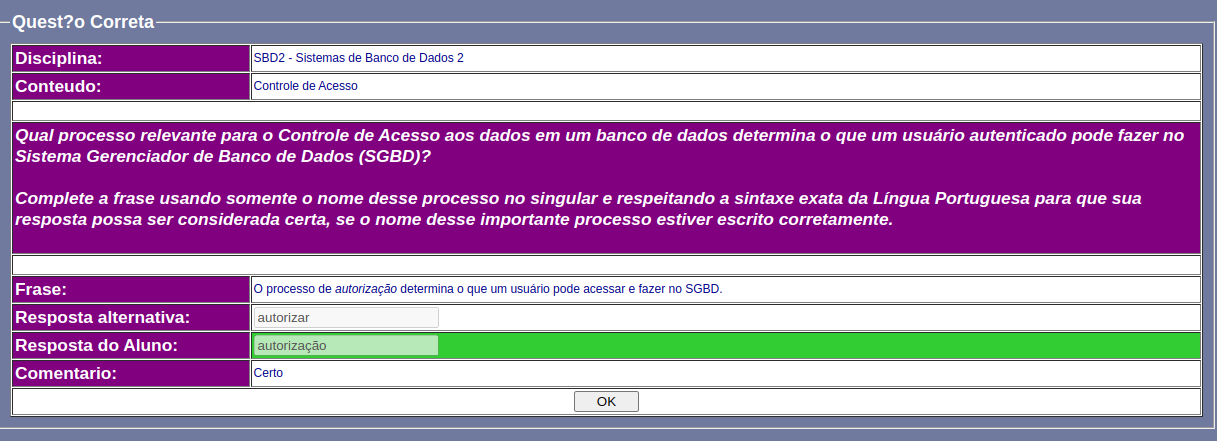 Quest?o Correta
Disciplina: SBD2 - Sistemas de Banco de Dados 2
Conteudo: Controle de Acesso
Qual processo relevante para o Controle de Acesso aos dados em um banco de dados determina o que um usuário autenticado pode fazer no
Sistema Gerenciador de Banco de Dados (SGBD)?
Complete a frase usando somente o nome desse processo no singular e respeitando a sintaxe exata da Língua Portuguesa para que sua
resposta possa ser considerada certa, se o nome desse importante processo estiver escrito corretamente.
Frase: O processo de autorização determina o que um usuário pode acessar e fazer no SGBD.
Resposta alternativa: autorizar
Resposta do Aluno: autorização
Comentario: Certo
OK